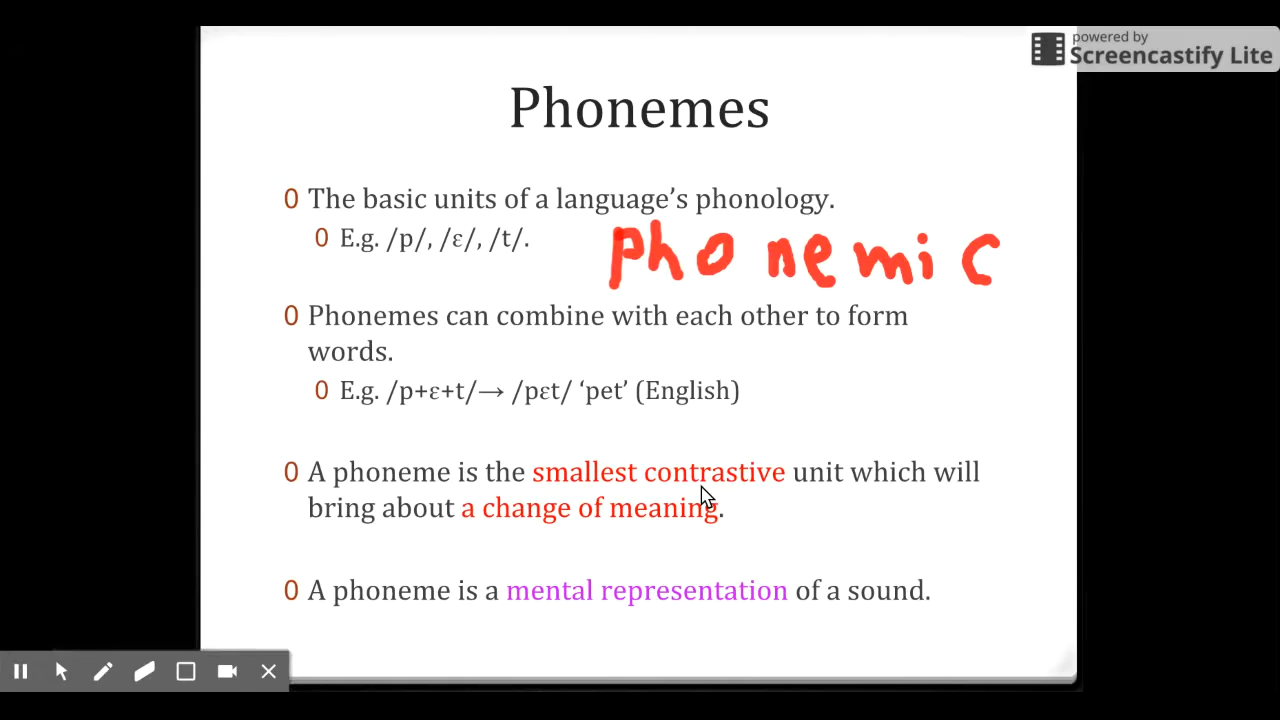 powered by
Screencastify Lite
Phonemes
0 The basic units of a language’s phonology.
0 E.g. /p/, /ɛ/, /t/.
phonemic
0 Phonemes can combine with each other to form
words.
0 E.g. /p+ɛ+t/→ /pɛt/ ‘pet’ (English)
0 A phoneme is the smallest contrastive unit which will
bring about a change of meaning.
0 A phoneme is a mental representation of a sound.